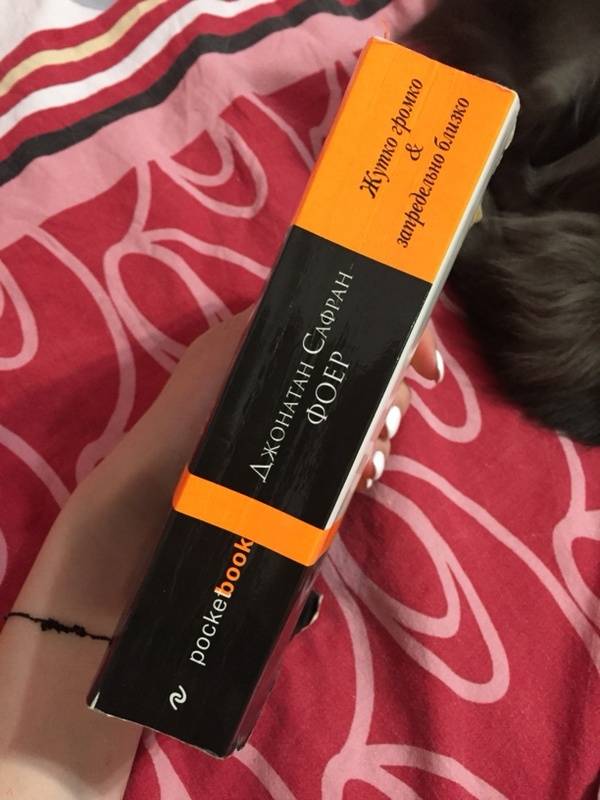 Жутко громко
&
запредельно близко
Джонатан Сафран
ФОЕР
pocketbook